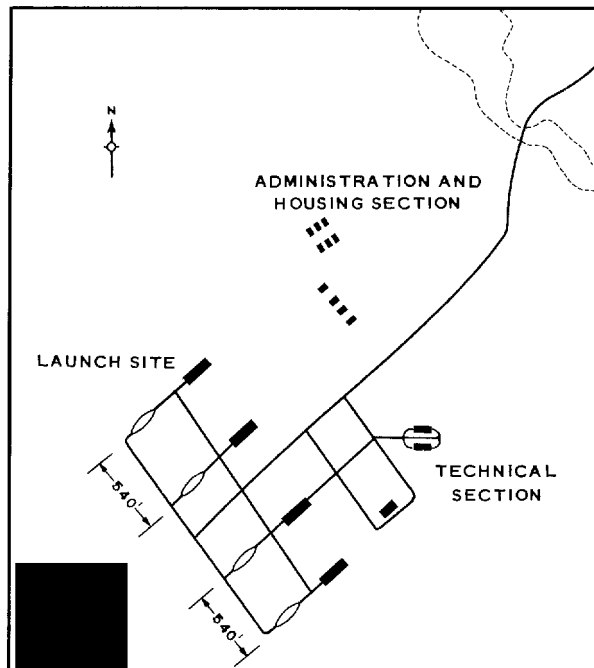 N
ADMINISTRATION AND
HOUSING SECTION
LAUNCH SITE
540'
TECHNICAL
SECTION
540'